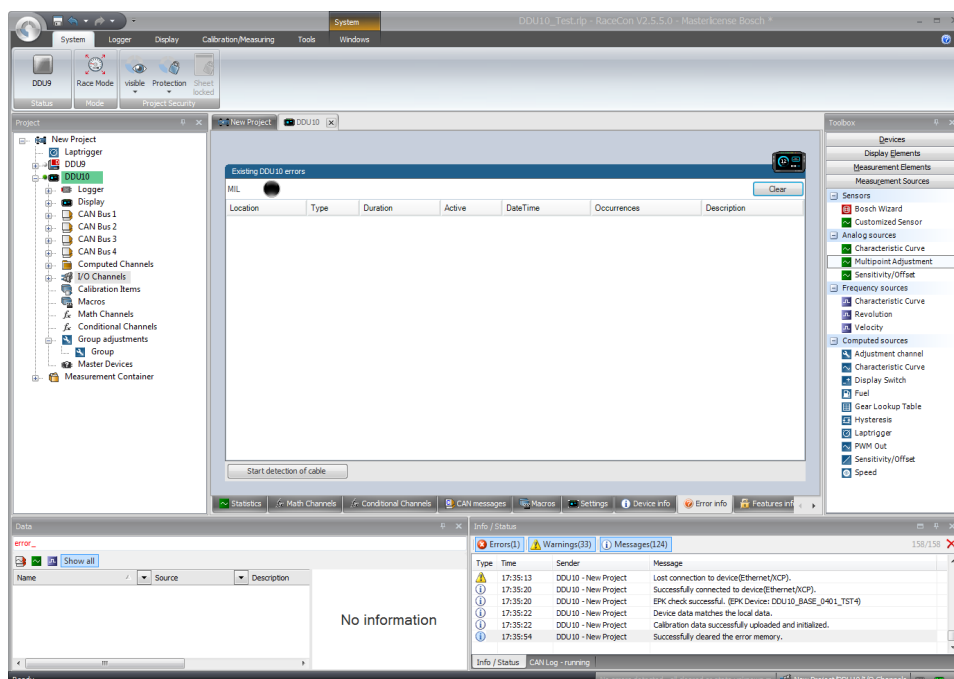 DDU10_Test.rlp - RaceCon V2.5.5.0 - Masterlicense Bosch *
System
System Logger Display Calibration/Measuring Tools Windows
DDU9 Race Mode visible Protection Sheet locked
Status Mode Project Security
Project
New Project
Laptrigger
DDU9
DDU10
Logger
Display
CAN Bus 1
CAN Bus 2
CAN Bus 3
CAN Bus 4
Computed Channels
I/O Channels
Calibration Items
Macros
Math Channels
Conditional Channels
Group adjustments
Group
Master Devices
Measurement Container
New Project DDU10
Existing DDU10 errors
MIL Clear
Location Type Duration Active DateTime Occurrences Description
Start detection of cable
Statistics Math Channels Conditional Channels CAN messages Macros Settings Device info Error info Features inf
Toolbox
Devices
Display Elements
Measurement Elements
Measurement Sources
Sensors
Bosch Wizard
Customized Sensor
Analog sources
Characteristic Curve
Multipoint Adjustment
Sensitivity/Offset
Frequency sources
Characteristic Curve
Revolution
Velocity
Computed sources
Adjustment channel
Characteristic Curve
Display Switch
Fuel
Gear Lookup Table
Hysteresis
Laptrigger
PWM Out
Sensitivity/Offset
Speed
Data
error_
Show all
Name Source Description
No information
Info / Status
Errors(1) Warnings(33) Messages(124) 158/158
Type Time Sender Message
17:35:13 DDU10 - New Project Lost connection to device(Ethernet/XCP).
17:35:20 DDU10 - New Project Successfully connected to device(Ethernet/XCP).
17:35:20 DDU10 - New Project EPK check successful. (EPK Device: DDU10_BASE_0401_TST4)
17:35:22 DDU10 - New Project Device data matches the local data.
17:35:22 DDU10 - New Project Calibration data successfully uploaded and initialized.
17:35:54 DDU10 - New Project Successfully cleared the error memory.
Info / Status CAN Log - running